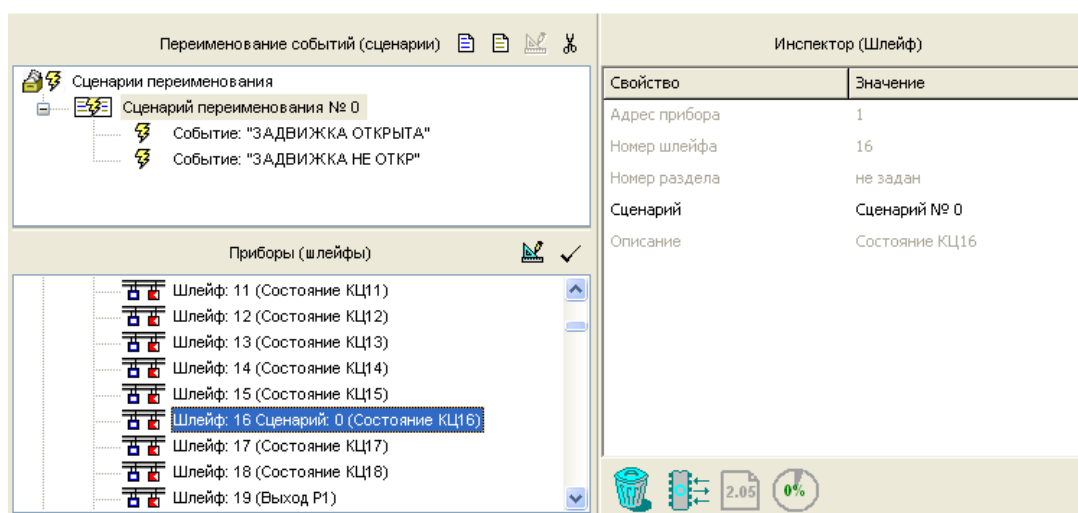 Переименование событий (сценарии)
Сценарии переименования
Сценарий переименования № 0
Событие: "ЗАДВИЖКА ОТКРЫТА"
Событие: "ЗАДВИЖКА НЕ ОТКР"
Приборы (шлейфы)
Шлейф: 11 (Состояние КЦ11)
Шлейф: 12 (Состояние КЦ12)
Шлейф: 13 (Состояние КЦ13)
Шлейф: 14 (Состояние КЦ14)
Шлейф: 15 (Состояние КЦ15)
Шлейф: 16 Сценарий: 0 (Состояние КЦ16)
Шлейф: 17 (Состояние КЦ17)
Шлейф: 18 (Состояние КЦ18)
Шлейф: 19 (Выход Р1)
Инспектор (Шлейф)
Свойство Значение
Адрес прибора 1
Номер шлейфа 16
Номер раздела не задан
Сценарий Сценарий № 0
Описание Состояние КЦ16
2.05 0%